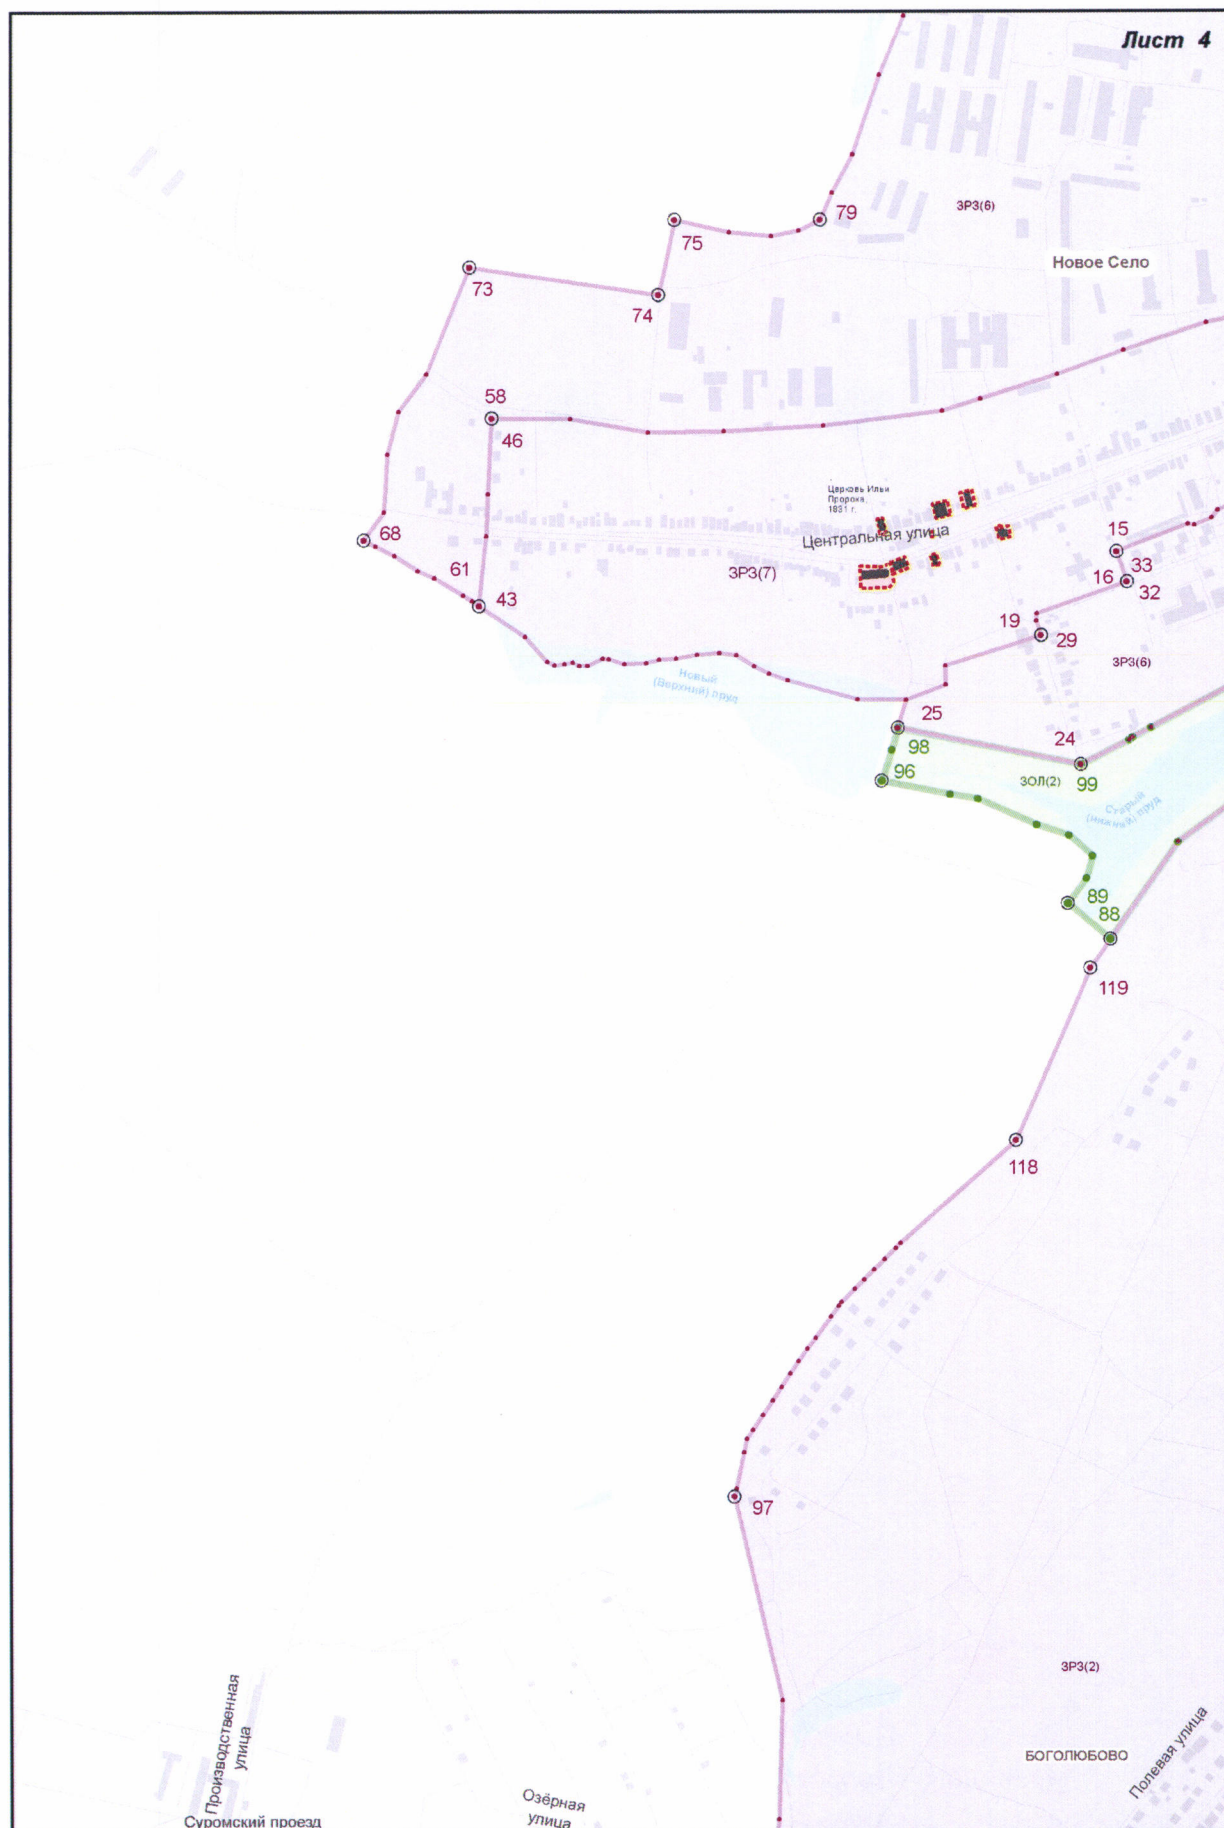 Лист 4
ЗРЗ(6)
79
75
Новое Село
73
74
58
46
Церковь Ильи
Пророка
1831 г.
Центральная улица
15
68
33
61
16
32
ЗРЗ(7)
43
19
29
ЗРЗ(6)
Новый
(Верхний) пруд
25
24
98
96
ЗОЛ(2)
99
Старый
(нижний) пруд
89
88
119
118
97
ЗРЗ(2)
Производственная
улица
БОГОЛЮБОВО
Полевая улица
Озёрная
улица
Суромский проезд